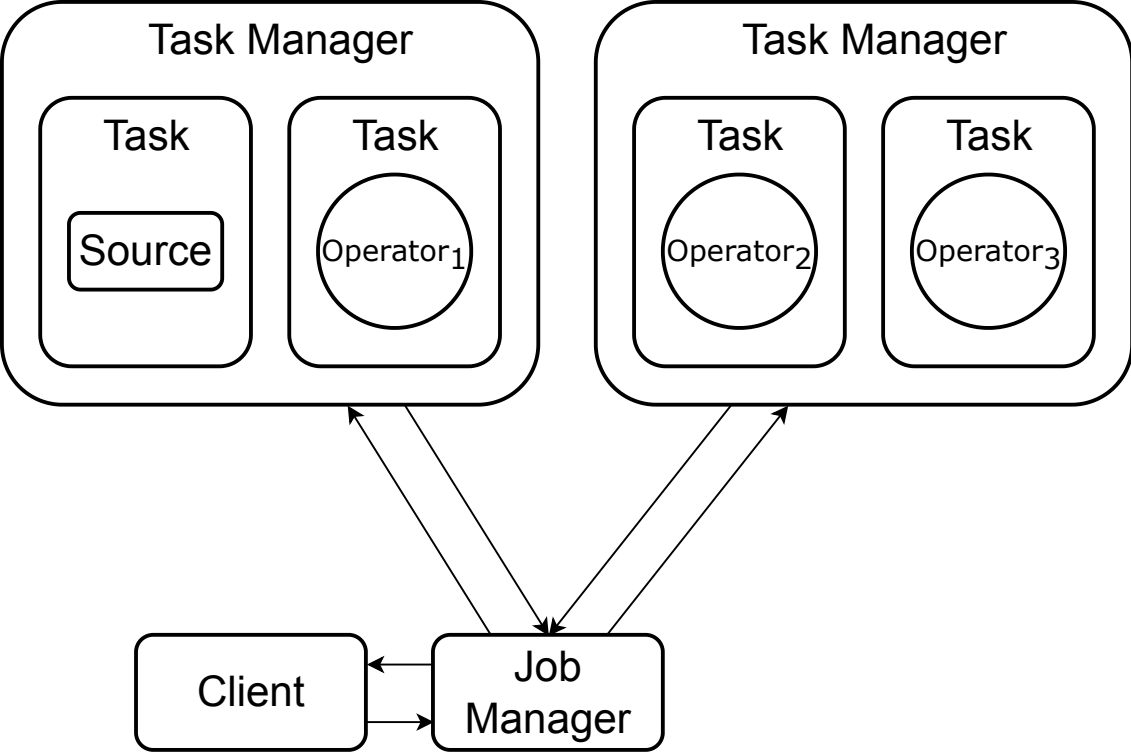 Task Manager
Task
Source
Task
Operator1
Task Manager
Task
Operator2
Task
Operator3
Client
Job
Manager